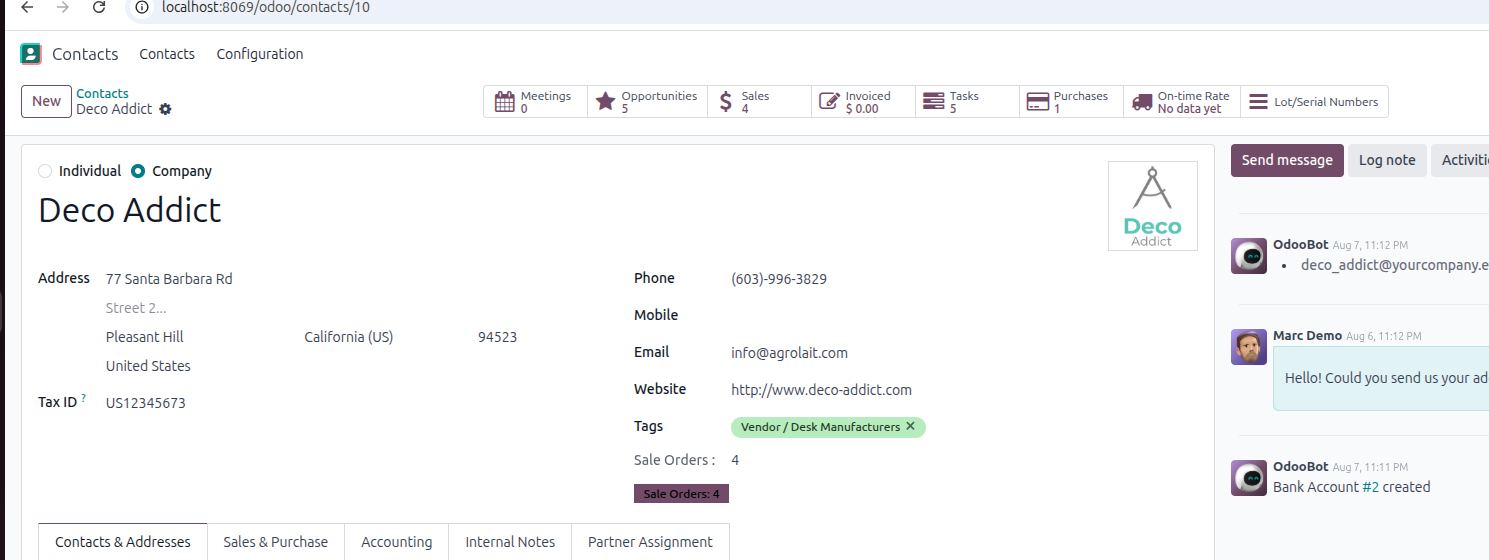 localhost:8069/odoo/contacts/10
Contacts Contacts Configuration
New
Contacts
Deco Addict
Meetings
0
Opportunities
5
Sales
4
Invoiced
$ 0.00
Tasks
5
Purchases
1
On-time Rate
No data yet
Lot/Serial Numbers
Individual Company
Deco Addict
Deco
Addict
Address 77 Santa Barbara Rd
Street 2...
Pleasant Hill California (US) 94523
United States
Tax ID ? US12345673
Phone (603)-996-3829
Mobile
Email info@agrolait.com
Website http://www.deco-addict.com
Tags Vendor / Desk Manufacturers ✕
Sale Orders : 4
Sale Orders: 4
Contacts & Addresses Sales & Purchase Accounting Internal Notes Partner Assignment
Send message Log note Activiti
OdooBot Aug 7, 11:12 PM
• deco_addict@yourcompany.e
Marc Demo Aug 6, 11:12 PM
Hello! Could you send us your ad
OdooBot Aug 7, 11:11 PM
Bank Account #2 created